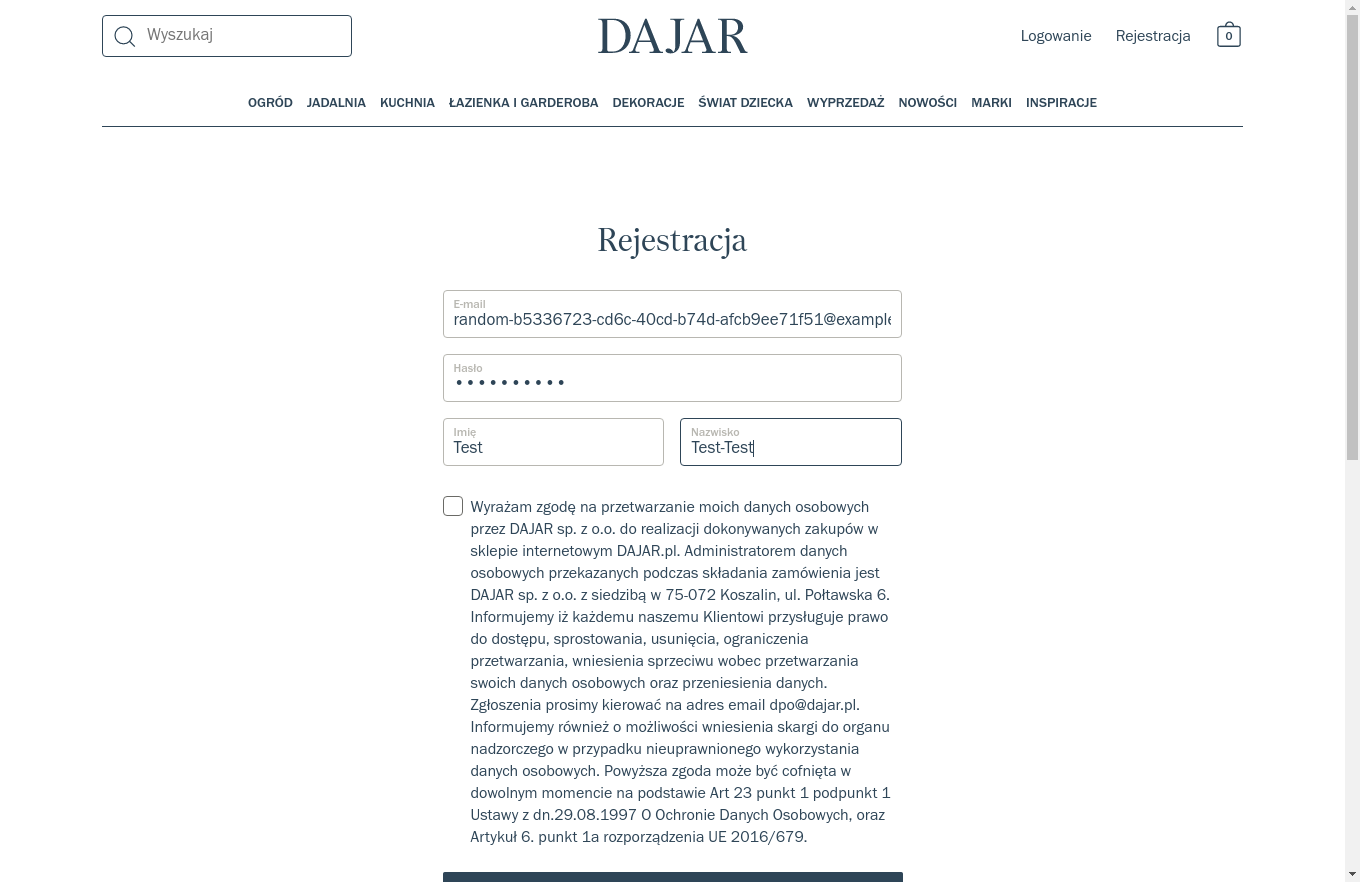 Wyszukaj
DAJAR
Logowanie
Rejestracja
0
OGRÓD JADALNIA KUCHNIA ŁAZIENKA I GARDEROBA DEKORACJE ŚWIAT DZIECKA WYPRZEDAŻ NOWOŚCI MARKI INSPIRACJE
Rejestracja
E-mail
random-b5336723-cd6c-40cd-b74d-afcb9ee71f51@example
Hasło
••••••••••
Imię
Test
Nazwisko
Test-Test
Wyrażam zgodę na przetwarzanie moich danych osobowych
przez DAJAR sp. z o.o. do realizacji dokonywanych zakupów w
sklepie internetowym DAJAR.pl. Administratorem danych
osobowych przekazanych podczas składania zamówienia jest
DAJAR sp. z o.o. z siedzibą w 75-072 Koszalin, ul. Połtawska 6.
Informujemy iż każdemu naszemu Klientowi przysługuje prawo
do dostępu, sprostowania, usunięcia, ograniczenia
przetwarzania, wniesienia sprzeciwu wobec przetwarzania
swoich danych osobowych oraz przeniesienia danych.
Zgłoszenia prosimy kierować na adres email dpo@dajar.pl.
Informujemy również o możliwości wniesienia skargi do organu
nadzorczego w przypadku nieuprawnionego wykorzystania
danych osobowych. Powyższa zgoda może być cofnięta w
dowolnym momencie na podstawie Art 23 punkt 1 podpunkt 1
Ustawy z dn.29.08.1997 O Ochronie Danych Osobowych, oraz
Artykuł 6. punkt 1a rozporządzenia UE 2016/679.